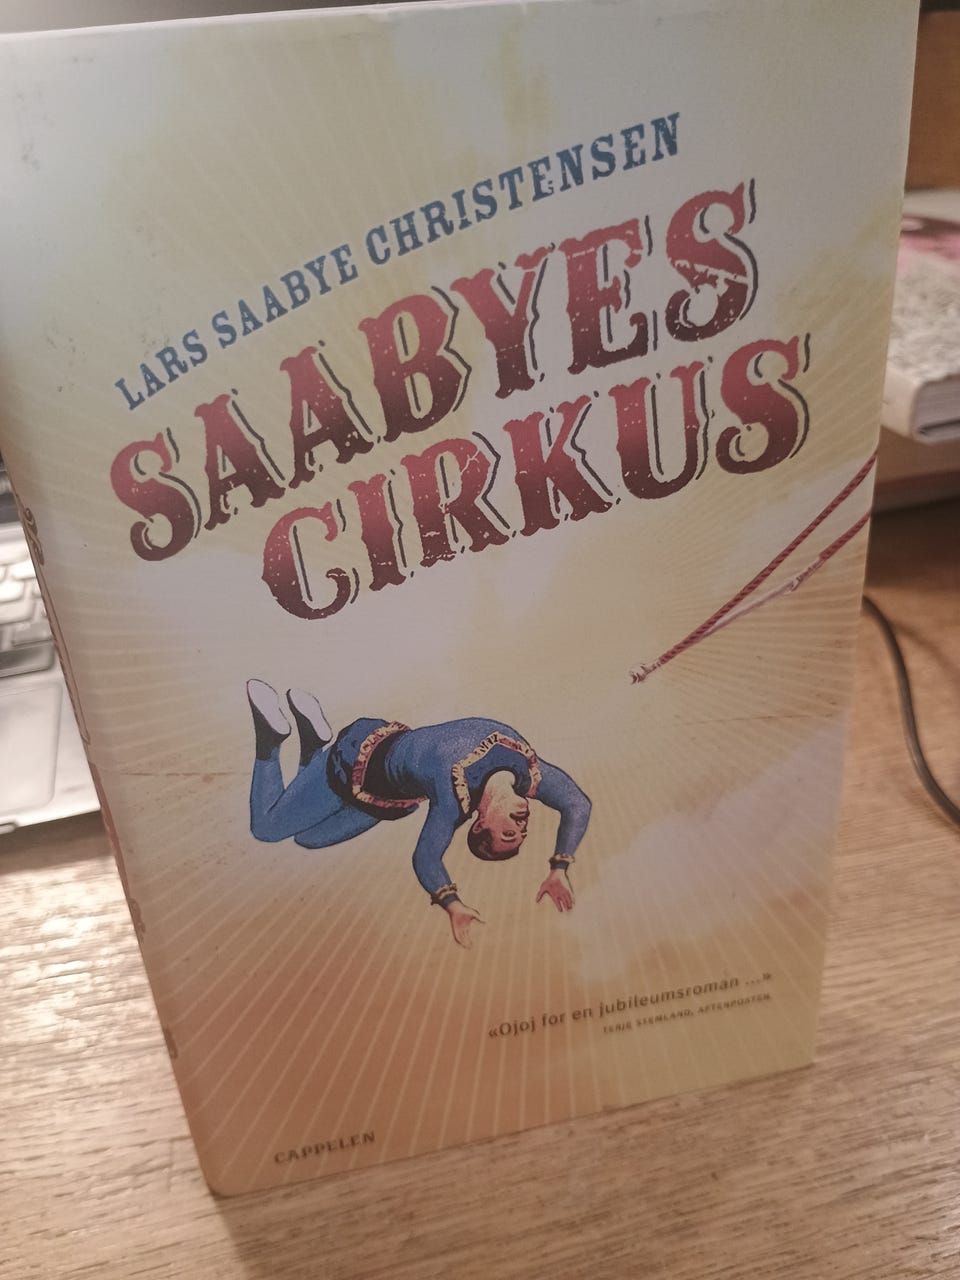 LARS SAABYE CHRISTENSEN
SAABYES
CIRKUS
«Ojoj for en jubileumsroman ...»
TERJE STEMLAND, AFTENPOSTEN
CAPPELEN